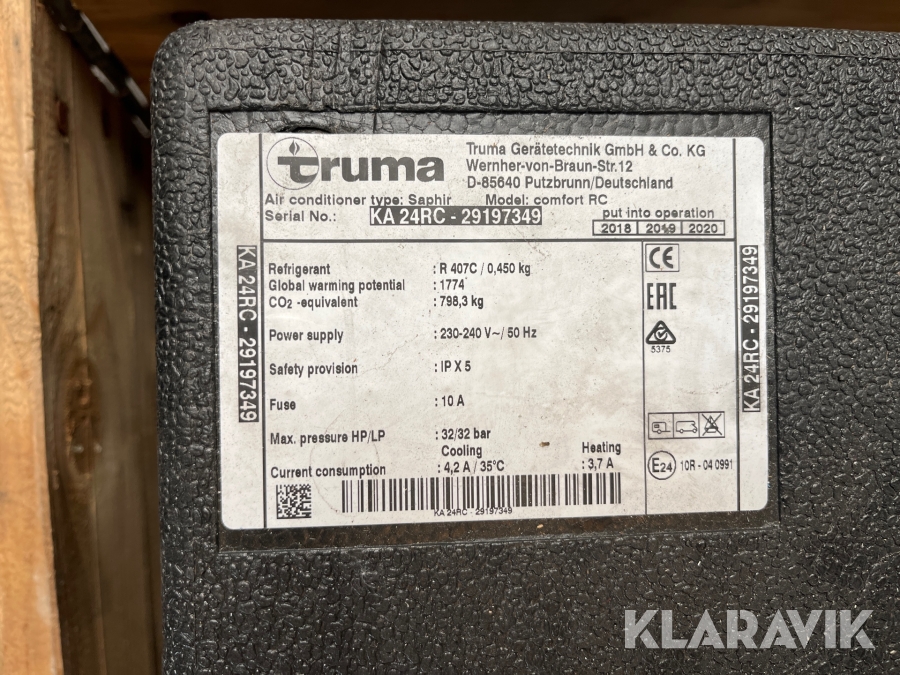 truma
Truma Gerätetechnik GmbH & Co. KG
Wernher-von-Braun-Str.12
D-85640 Putzbrunn/Deutschland
Air conditioner type: Saphir Model: comfort RC
Serial No.: KA 24RC - 29197349
put into operation
2018 2019 2020
KA 24RC - 29197349
Refrigerant : R 407C / 0,450 kg
Global warming potential : 1774
CO2 -equivalent : 798,3 kg
Power supply : 230-240 V~/ 50 Hz
Safety provision : IP X 5
Fuse : 10 A
Max. pressure HP/LP : 32/32 bar
Cooling Heating
Current consumption : 4,2 A / 35°C : 3,7 A
KA 24RC - 29197349
CE
EAC
5375
E24 10R - 04 0991
KA 24RC - 29197349
KLARAVIK